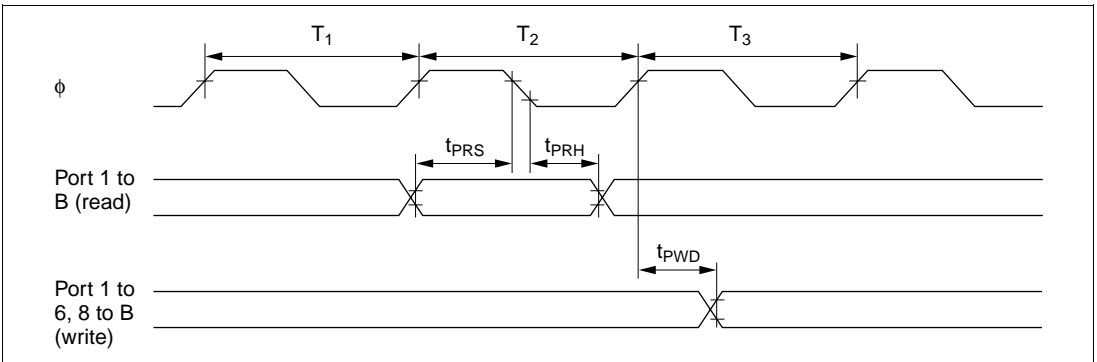 T1
T2
T3
ϕ
tPRS
tPRH
Port 1 to
B (read)
tPWD
Port 1 to
6, 8 to B
(write)